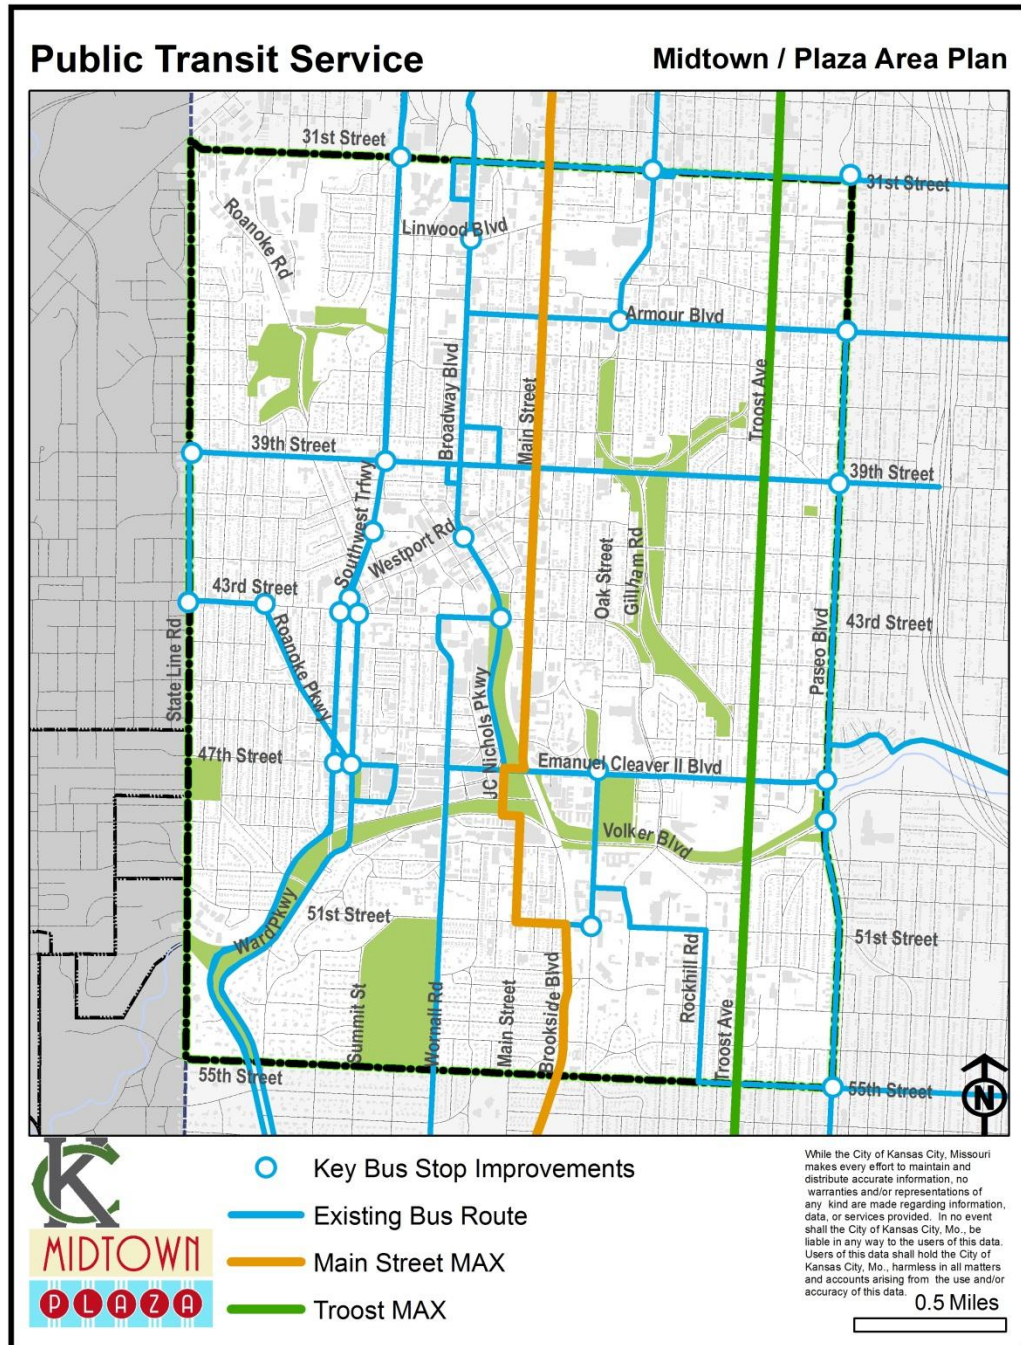 Public Transit Service
Midtown / Plaza Area Plan
31st Street
31st Street
Roanoke Rd
Linwood Blvd
Armour Blvd
Broadway Blvd
Main Street
Troost Ave
39th Street
39th Street
Southwest Trfwy
Westport Rd
Oak Street
Gillham Rd
43rd Street
43rd Street
Roanoke Pkwy
State Line Rd
Paseo Blvd
JC Nichols Pkwy
47th Street
Emanuel Cleaver II Blvd
Volker Blvd
Ward Pkwy
51st Street
51st Street
Summit St
Wornall Rd
Main Street
Brookside Blvd
Rockhill Rd
Troost Ave
55th Street
55th Street
N
KC
MIDTOWN
PLAZA
Key Bus Stop Improvements
Existing Bus Route
Main Street MAX
Troost MAX
While the City of Kansas City, Missouri
makes every effort to maintain and
distribute accurate information, no
warranties and/or representations of
any kind are made regarding information,
data, or services provided. In no event
shall the City of Kansas City, Mo., be
liable in any way to the users of this data.
Users of this data shall hold the City of
Kansas City, Mo., harmless in all matters
and accounts arising from the use and/or
accuracy of this data.
0.5 Miles